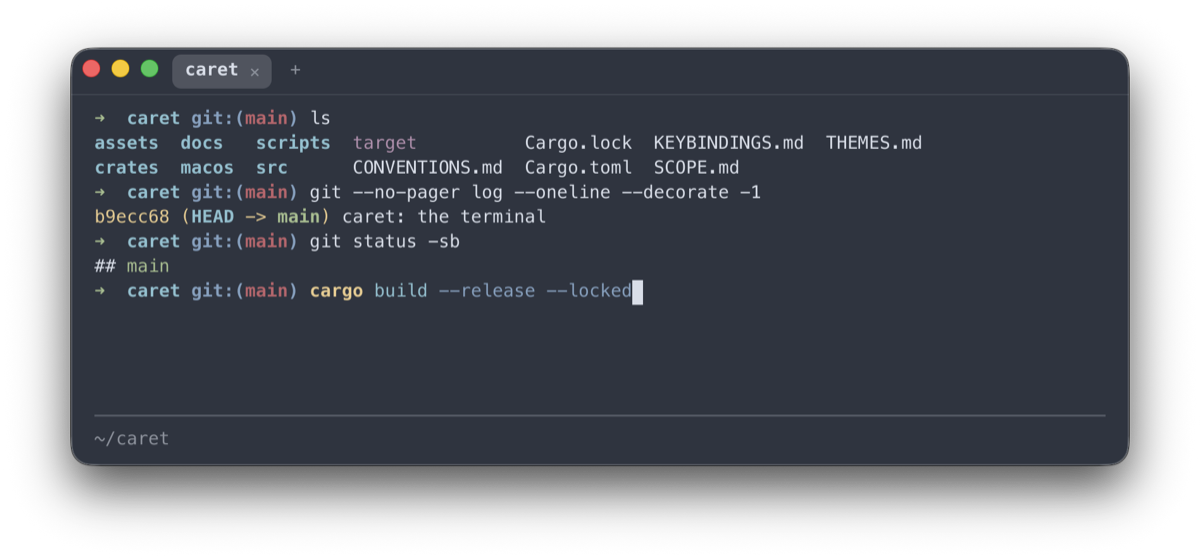 caret × +
➜  caret git:(main) ls
assets  docs   scripts  target          Cargo.lock  KEYBINDINGS.md  THEMES.md
crates  macos  src      CONVENTIONS.md  Cargo.toml  SCOPE.md
➜  caret git:(main) git --no-pager log --oneline --decorate -1
b9ecc68 (HEAD -> main) caret: the terminal
➜  caret git:(main) git status -sb
## main
➜  caret git:(main) cargo build --release --locked
~/caret